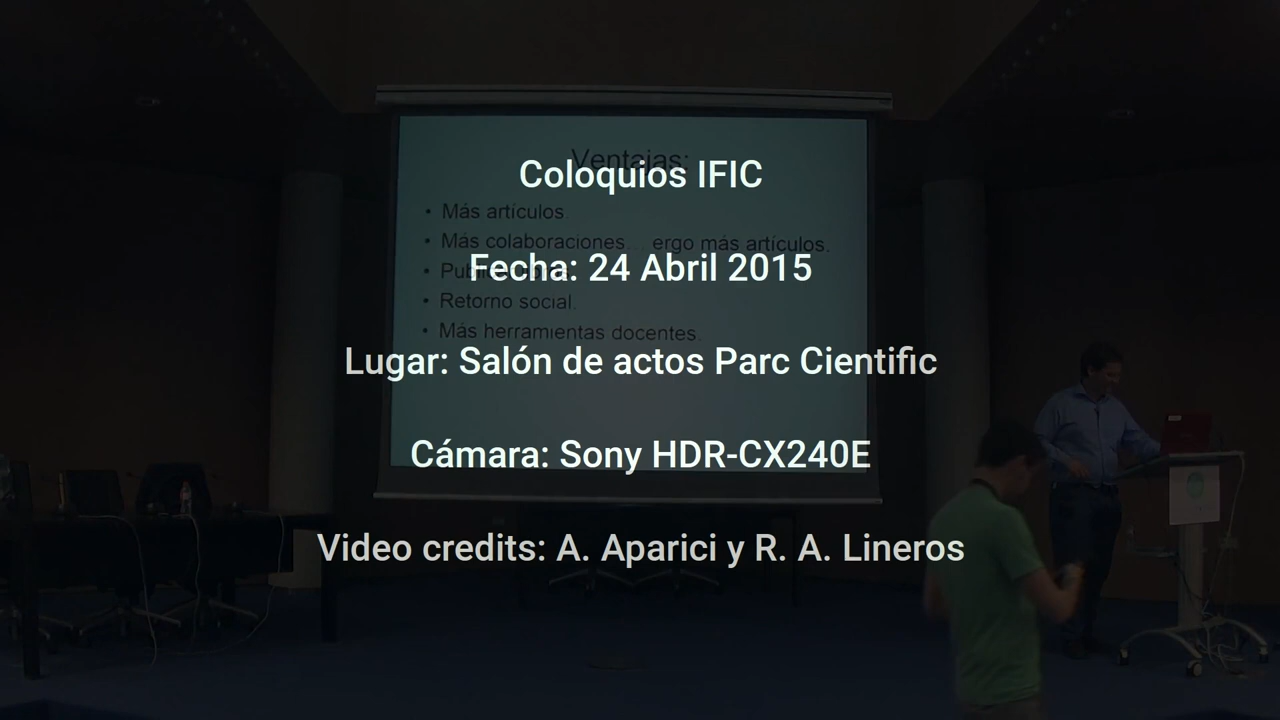 Ventajas:
Coloquios IFIC
• Más artículos.
• Más colaboraciones... ergo más artículos.
Fecha: 24 Abril 2015
• Retorno social.
• Más herramientas docentes.
Lugar: Salón de actos Parc Cientific
Cámara: Sony HDR-CX240E
Video credits: A. Aparici y R. A. Lineros